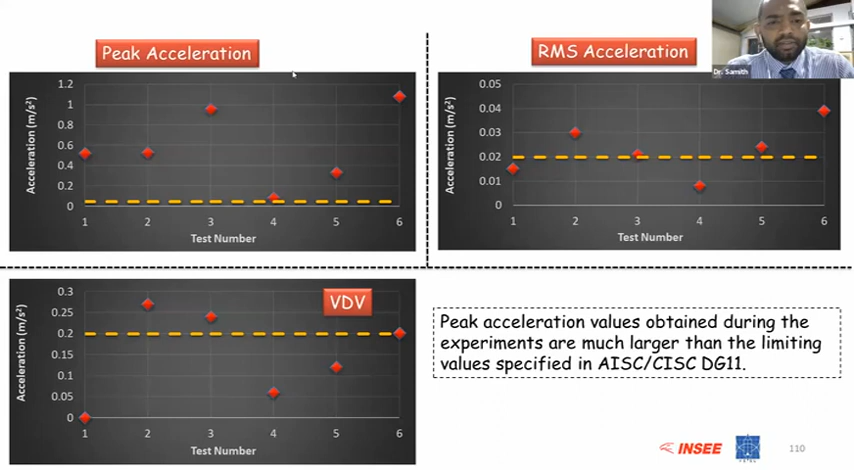 Peak Acceleration
RMS Acceleration
Dr. Samith
Acceleration (m/s²)
1.2
1
0.8
0.6
0.4
0.2
0
1 2 3 4 5 6
Test Number
Acceleration (m/s²)
0.05
0.04
0.03
0.02
0.01
0
1 2 3 4 5 6
Test Number
VDV
Acceleration (m/s²)
0.3
0.25
0.2
0.15
0.1
0.05
0
1 2 3 4 5 6
Test Number
Peak acceleration values obtained during the
experiments are much larger than the limiting
values specified in AISC/CISC DG11.
INSEE
110